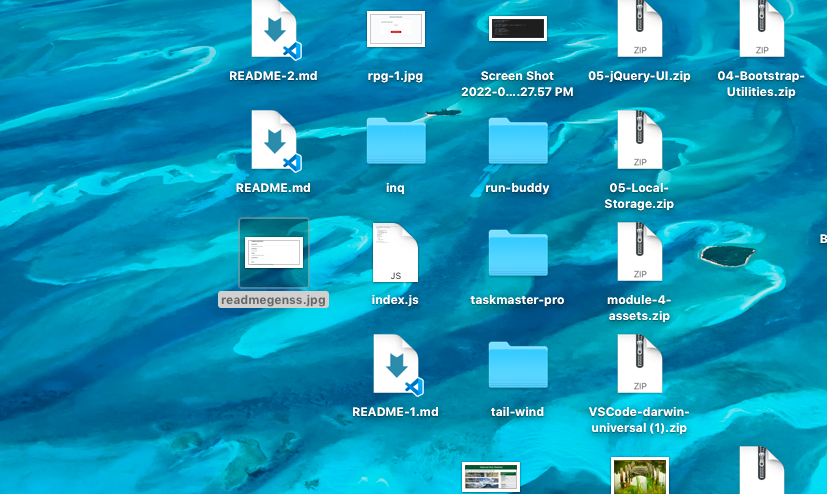 README-2.md
rpg-1.jpg
Screen Shot
2022-0....27.57 PM
ZIP
05-jQuery-UI.zip
ZIP
04-Bootstrap-
Utilities.zip
README.md
inq
run-buddy
ZIP
05-Local-
Storage.zip
readmegenss.jpg
JS
index.js
taskmaster-pro
ZIP
module-4-
assets.zip
B
README-1.md
tail-wind
ZIP
VSCode-darwin-
universal (1).zip